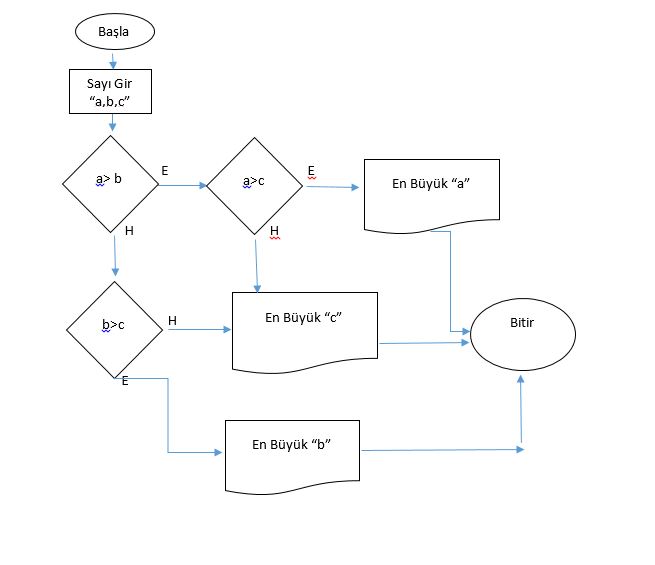 Başla
Sayı Gir
“a,b,c”
a> b
E
a>c
E
En Büyük “a”
H
H
b>c
H
En Büyük “c”
Bitir
E
En Büyük “b”